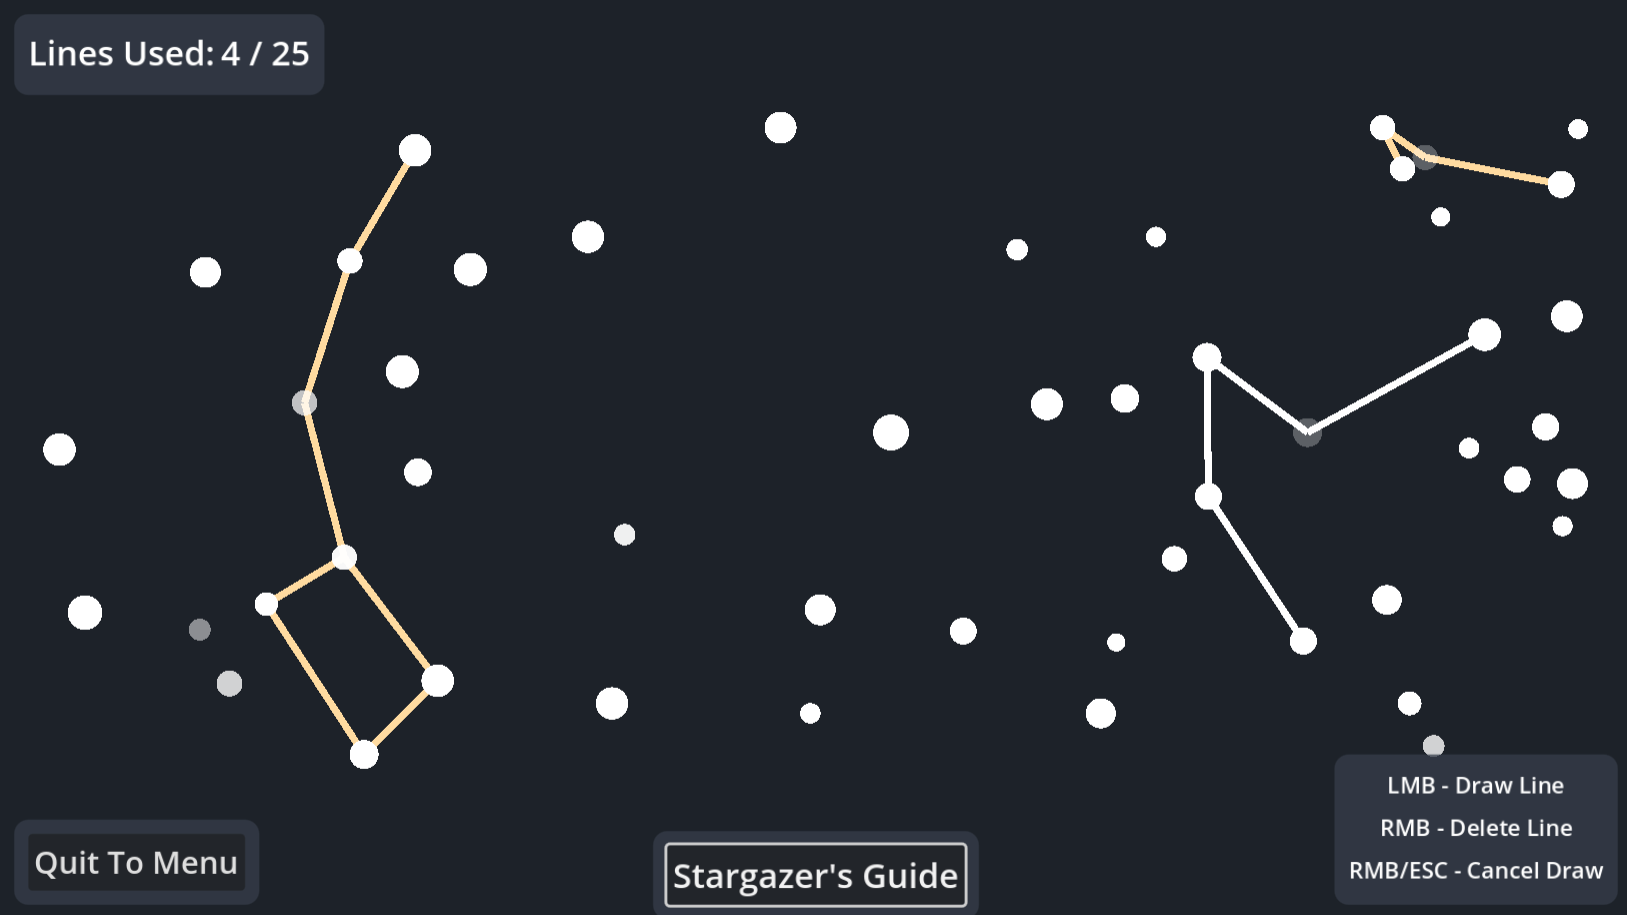 Lines Used: 4 / 25
LMB - Draw Line
RMB - Delete Line
RMB/ESC - Cancel Draw
Quit To Menu
Stargazer's Guide